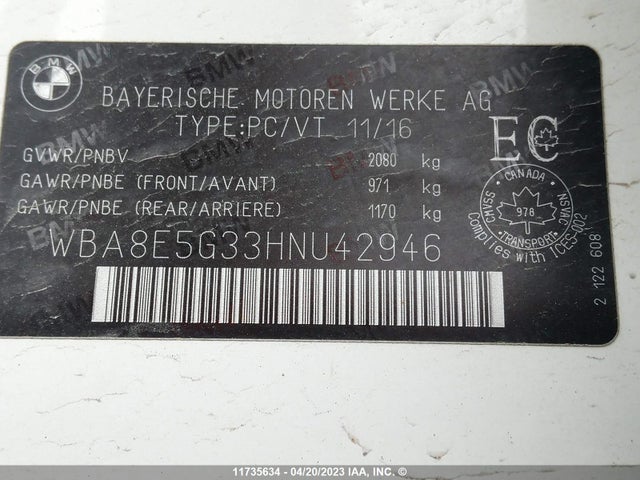 BMW
BAYERISCHE MOTOREN WERKE AG
TYPE:PC/VT 11/16
EC
GVWR/PNBV 2080 kg
GAWR/PNBE (FRONT/AVANT) 971 kg
GAWR/PNBE (REAR/ARRIERE) 1170 kg
CANADA
978
TRANSPORT
CMVSS
NSVAC
ICES-002
WBA8E5G33HNU42946
2 122 608
11735634 - 04/20/2023 IAA, INC. ©